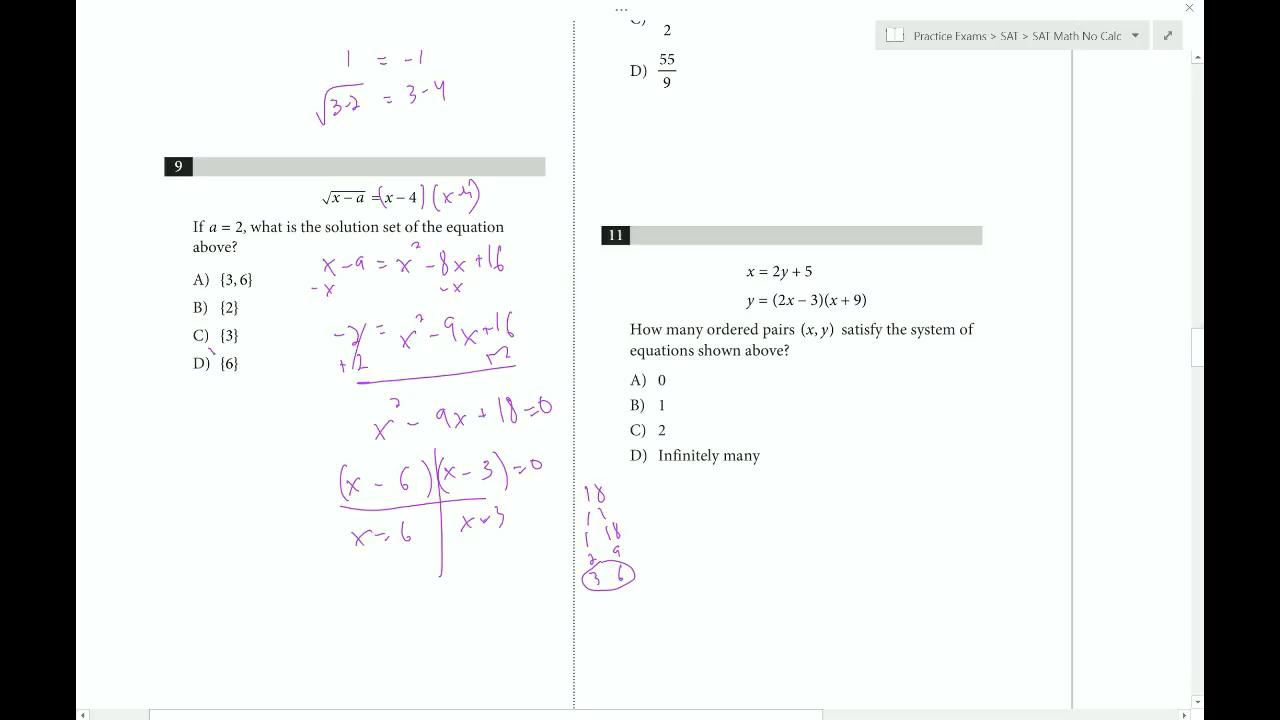 ...
Practice Exams > SAT > SAT Math No Calc
1 = -1
√3-2 = 3-4
9
√x − a = (x − 4) (x-4)
If a = 2, what is the solution set of the equation
above?
A) {3, 6}
B) {2}
C) {3}
D) {6}
x - a = x² - 8x + 16
-x -x
-2 = x² - 9x + 16
+2 +2
x² - 9x + 18 = 0
(x - 6) (x - 3) = 0
x = 6 x = 3
2
D) 55/9
11
x = 2y + 5
y = (2x − 3)(x + 9)
How many ordered pairs (x, y) satisfy the system of
equations shown above?
A) 0
B) 1
C) 2
D) Infinitely many
18
1 18
2 9
3 6